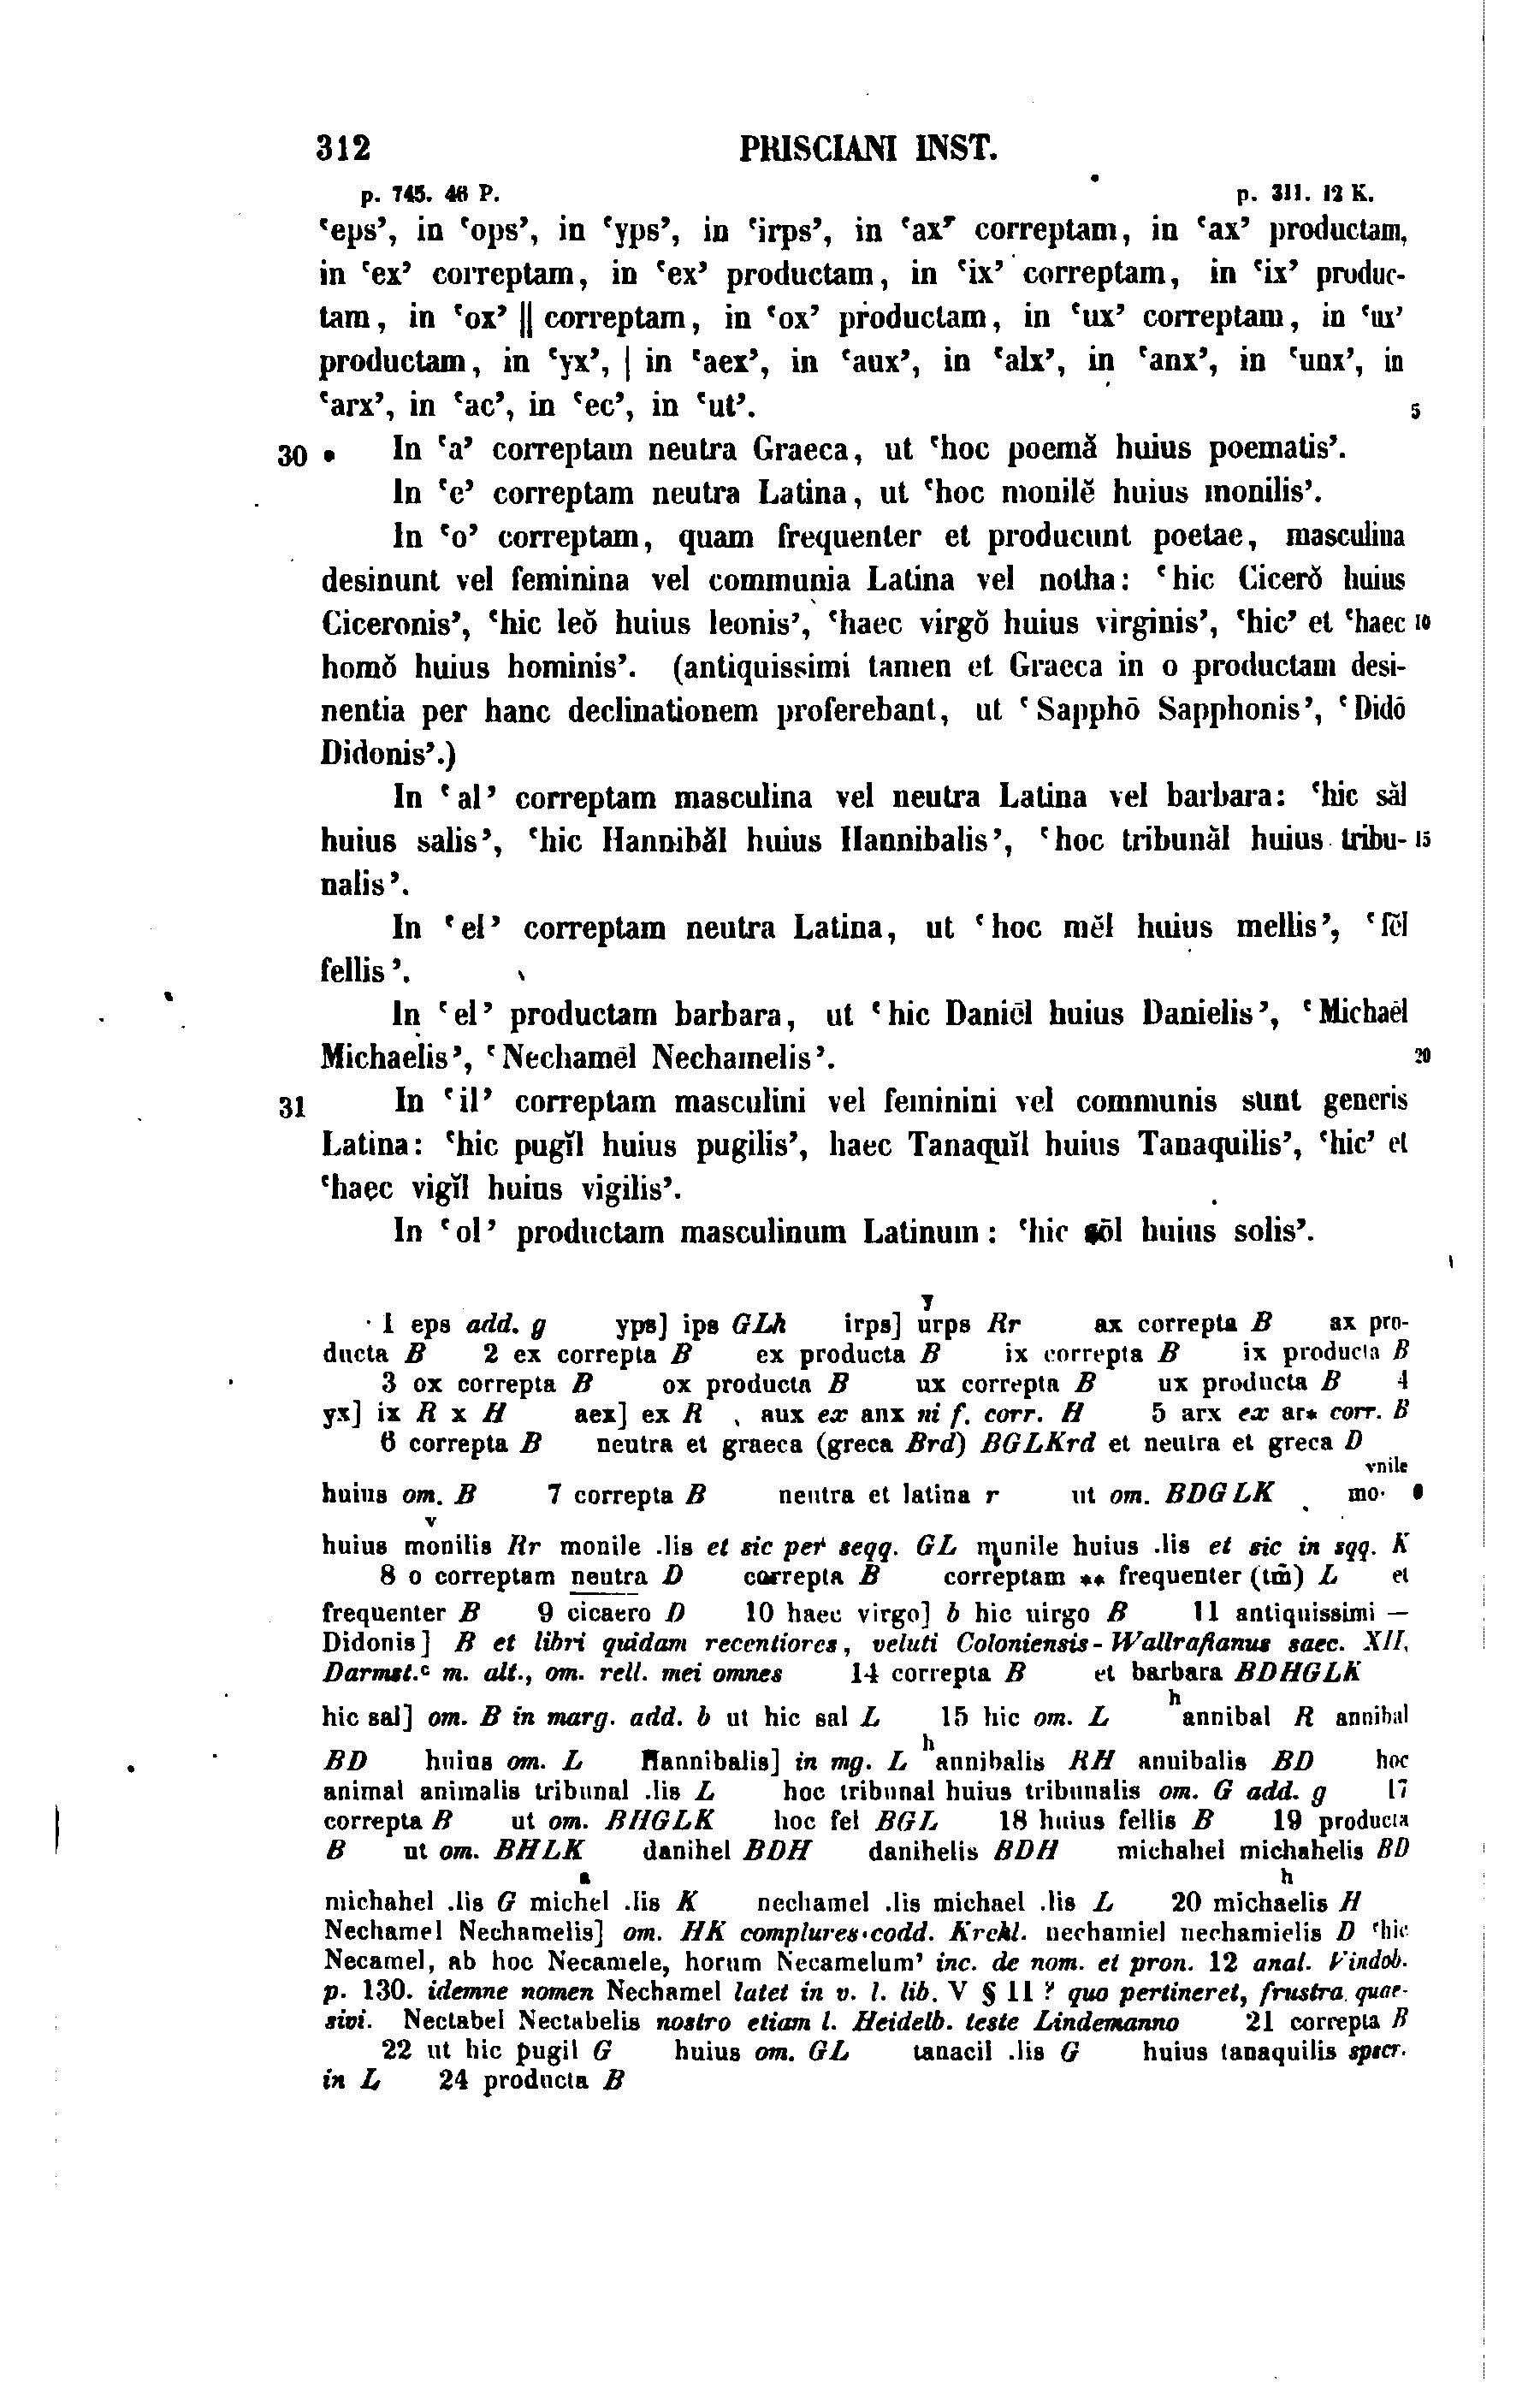 312 PRISCIANI INST.
p. 745. 46 P. p. 311. 12 K.
‘eps’, in ‘ops’, in ‘yps’, in ‘irps’, in ‘ax’ correptam, in ‘ax’ productam,
in ‘ex’ correptam, in ‘ex’ productam, in ‘ix’ correptam, in ‘ix’ produc-
tam, in ‘ox’ || correptam, in ‘ox’ productam, in ‘ux’ correptam, in ‘ux’
productam, in ‘yx’, | in ‘aex’, in ‘aux’, in ‘alx’, in ‘anx’, in ‘unx’, in
‘arx’, in ‘ac’, in ‘ec’, in ‘ut’. 5
30 In ‘a’ correptam neutra Graeca, ut ‘hoc poemă huius poematis’.
In ‘e’ correptam neutra Latina, ut ‘hoc monilĕ huius monilis’.
In ‘o’ correptam, quam frequenter et producunt poetae, masculina
desinunt vel feminina vel communia Latina vel notha: ‘hic Cicerŏ huius
Ciceronis’, ‘hic leŏ huius leonis’, ‘haec virgŏ huius virginis’, ‘hic’ et ‘haec 10
homŏ huius hominis’. (antiquissimi tamen et Graeca in o productam desi-
nentia per hanc declinationem proferebant, ut ‘Sapphō Sapphonis’, ‘Didō
Didonis’.)
In ‘al’ correptam masculina vel neutra Latina vel barbara: ‘hic săl
huius salis’, ‘hic Hannibăl huius Hannibalis’, ‘hoc tribunăl huius tribu- 15
nalis’.
In ‘el’ correptam neutra Latina, ut ‘hoc mĕl huius mellis’, ‘fĕl
fellis’.
In ‘el’ productam barbara, ut ‘hic Daniēl huius Danielis’, ‘Michaēl
Michaelis’, ‘Nechamēl Nechamelis’. 20
31 In ‘il’ correptam masculini vel feminini vel communis sunt generis
Latina: ‘hic pugĭl huius pugilis’, haec Tanaquĭl huius Tanaquilis’, ‘hic’ et
‘haec vigĭl huius vigilis’.
In ‘ol’ productam masculinum Latinum: ‘hic sōl huius solis’.
y
1 eps add. g yps] ips GLh irps] urps Rr ax correpta B ax pro-
ducta B 2 ex correpta B ex producta B ix correpta B ix producta B
3 ox correpta B ox producta B ux correpta B ux producta B 4
yx] ix R x H aex] ex R aux ex anx ni f. corr. H 5 arx ex ar* corr. B
6 correpta B neutra et graeca (greca Brd) BGLKrd et neutra et greca D
vnile
huius om. B 7 correpta B neutra et latina r ut om. BDGLK mo·
v
huius monilis Rr monile .lis et sic per seqq. GL munile huius .lis et sic in sqq. K
8 o correptam neutra D correpta B correptam ** frequenter (tm̄) L et
frequenter B 9 cicaero D 10 haec virgo] b hic uirgo B 11 antiquissimi —
Didonis] B et libri quidam recentiores, veluti Coloniensis-Wallrafianus saec. XII,
Darmst.c m. alt., om. rell. mei omnes 14 correpta B et barbara BDHGLK
h
hic sal] om. B in marg. add. b ut hic sal L 15 hic om. L annibal R annibal
h
BD huius om. L Hannibalis] in mg. L annibalis RH annibalis BD hoc
animal animalis tribunal .lis L hoc tribunal huius tribunalis om. G add. g 17
correpta B ut om. BHGLK hoc fel BGL 18 huius fellis B 19 producta
B ut om. BHLK danihel BDH danihelis BDH michahel michahelis BD
a h
michahel .lis G michel .lis K nechamel .lis michael .lis L 20 michaelis H
Nechamel Nechamelis] om. HK complures codd. Krehl. nechamiel nechamielis D ‘hic
Necamel, ab hoc Necamele, horum Necamelum’ inc. de nom. et pron. 12 anal. Vindob.
p. 130. idemne nomen Nechamel latet in v. l. lib. V § 11? quo pertineret, frustra quae-
sivi. Nectabel Nectabelis nostro etiam l. Heidelb. teste Lindemanno 21 correpta B
22 ut hic pugil G huius om. GL tanacil .lis G huius tanaquilis spscr.
in L 24 producta B